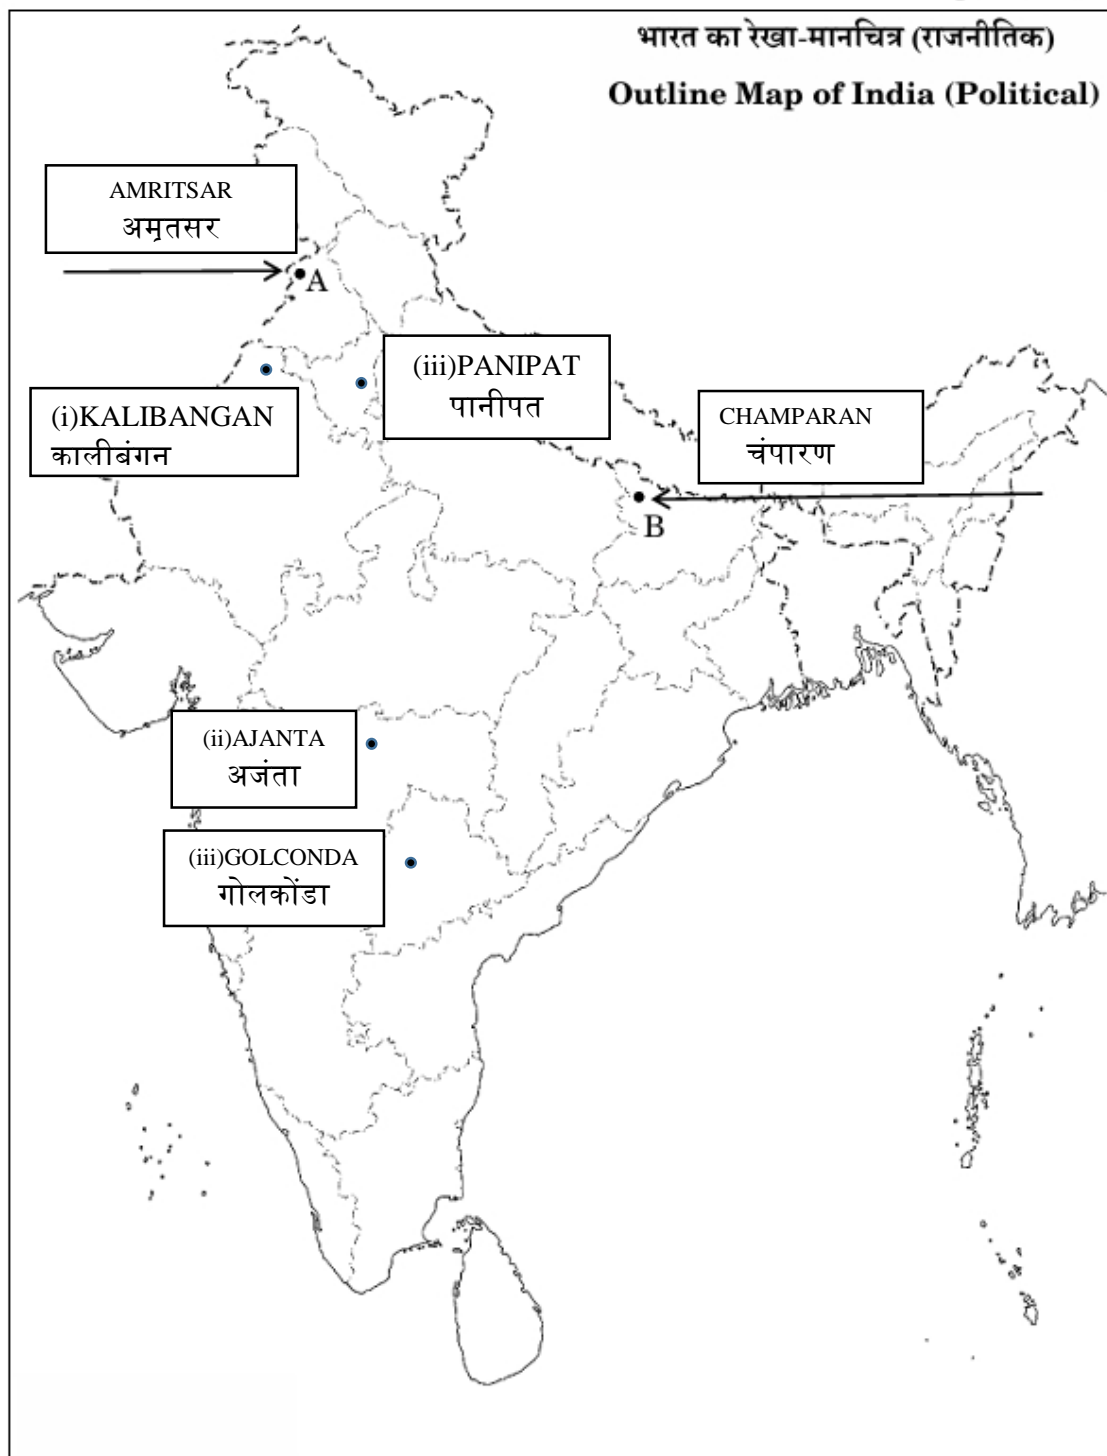 भारत का रेखा-मानचित्र (राजनीतिक)
Outline Map of India (Political)
AMRITSAR
अमृतसर
A
(iii)PANIPAT
पानीपत
(i)KALIBANGAN
कालीबंगन
CHAMPARAN
चंपारण
B
(ii)AJANTA
अजंता
(iii)GOLCONDA
गोलकोंडा